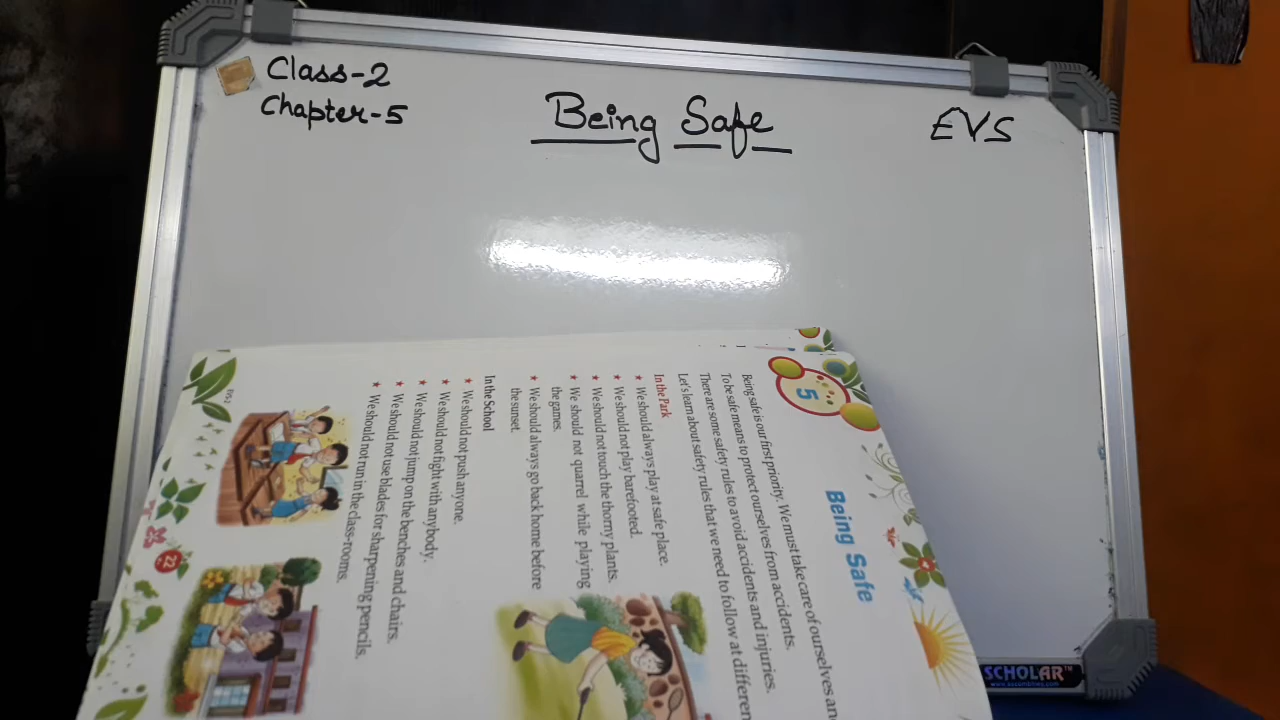 Class-2
Chapter-5
Being Safe
EVS
5
Being Safe
Being safe is our first priority. We must take care of ourselves and
To be safe means to protect ourselves from accidents.
There are some safety rules to avoid accidents and injuries.
Let's learn about safety rules that we need to follow at
In the Park
★ We should always play at safe place.
★ We should not play barefooted.
★ We should not touch the thorny plants.
★ We should not quarrel while playing
the games.
★ We should always go back home before
the sunset.
In the School
★ We should not push anyone.
★ We should not fight with anybody.
★ We should not jump on the benches and chairs.
★ We should not use blades for sharpening pencils.
★ We should not run in the class-rooms.
22
SCHOLAR™